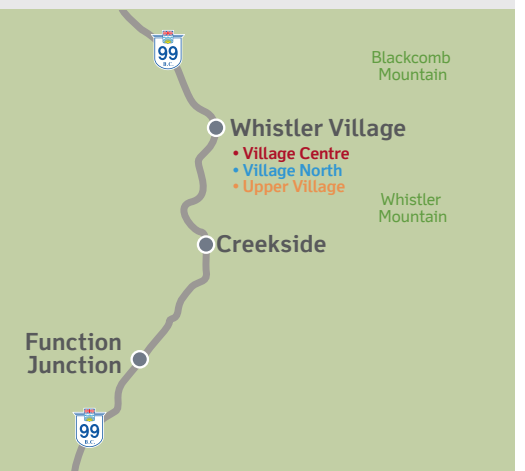 99
B.C.
Blackcomb
Mountain
Whistler Village
• Village Centre
• Village North
• Upper Village
Whistler
Mountain
Creekside
Function
Junction
99
B.C.